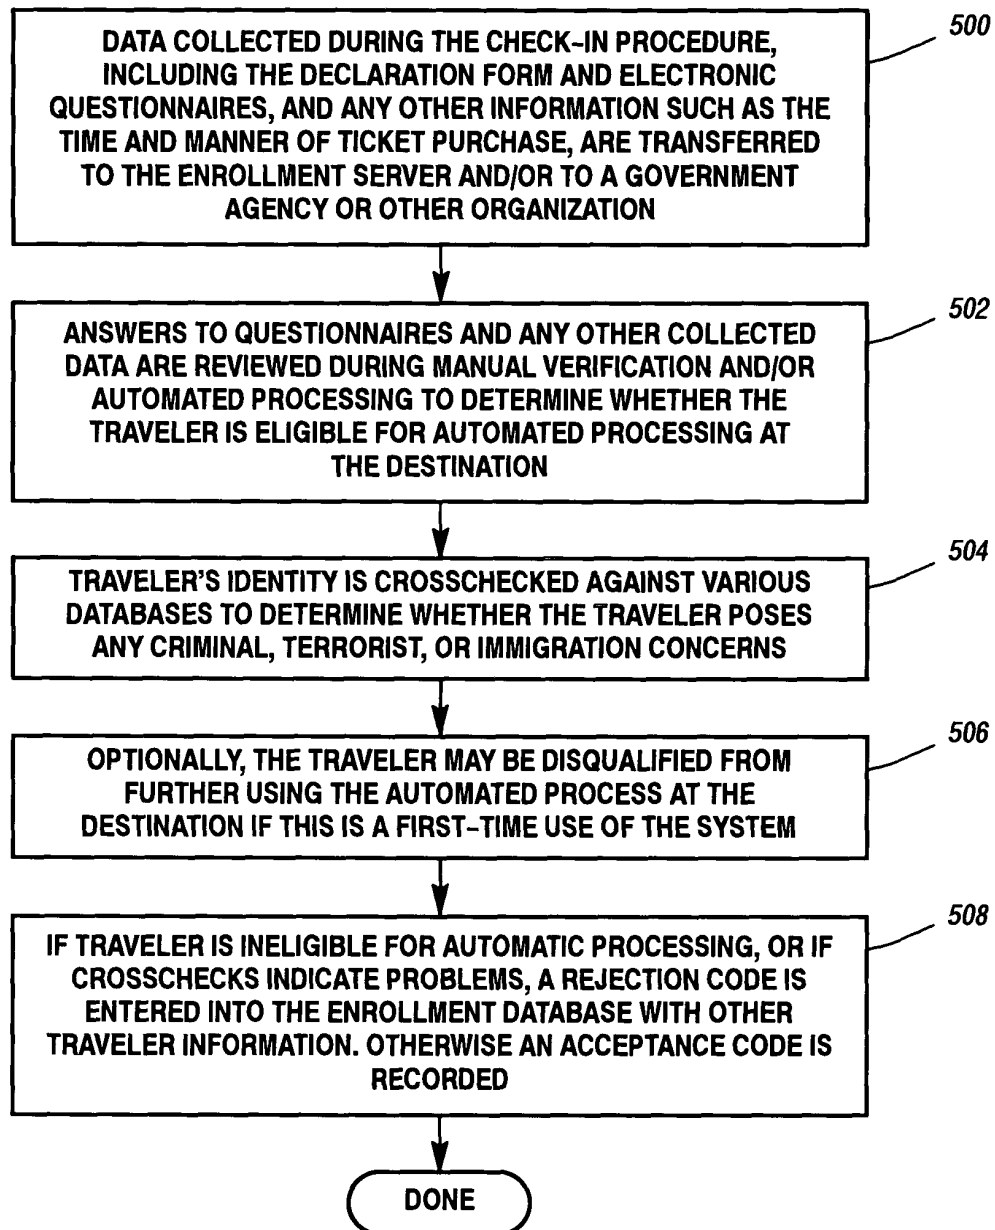 500
DATA COLLECTED DURING THE CHECK-IN PROCEDURE,
INCLUDING THE DECLARATION FORM AND ELECTRONIC
QUESTIONNAIRES, AND ANY OTHER INFORMATION SUCH AS THE
TIME AND MANNER OF TICKET PURCHASE, ARE TRANSFERRED
TO THE ENROLLMENT SERVER AND/OR TO A GOVERNMENT
AGENCY OR OTHER ORGANIZATION
502
ANSWERS TO QUESTIONNAIRES AND ANY OTHER COLLECTED
DATA ARE REVIEWED DURING MANUAL VERIFICATION AND/OR
AUTOMATED PROCESSING TO DETERMINE WHETHER THE
TRAVELER IS ELIGIBLE FOR AUTOMATED PROCESSING AT
THE DESTINATION
504
TRAVELER'S IDENTITY IS CROSSCHECKED AGAINST VARIOUS
DATABASES TO DETERMINE WHETHER THE TRAVELER POSES
ANY CRIMINAL, TERRORIST, OR IMMIGRATION CONCERNS
506
OPTIONALLY, THE TRAVELER MAY BE DISQUALIFIED FROM
FURTHER USING THE AUTOMATED PROCESS AT THE
DESTINATION IF THIS IS A FIRST-TIME USE OF THE SYSTEM
508
IF TRAVELER IS INELIGIBLE FOR AUTOMATIC PROCESSING, OR IF
CROSSCHECKS INDICATE PROBLEMS, A REJECTION CODE IS
ENTERED INTO THE ENROLLMENT DATABASE WITH OTHER
TRAVELER INFORMATION. OTHERWISE AN ACCEPTANCE CODE IS
RECORDED
DONE